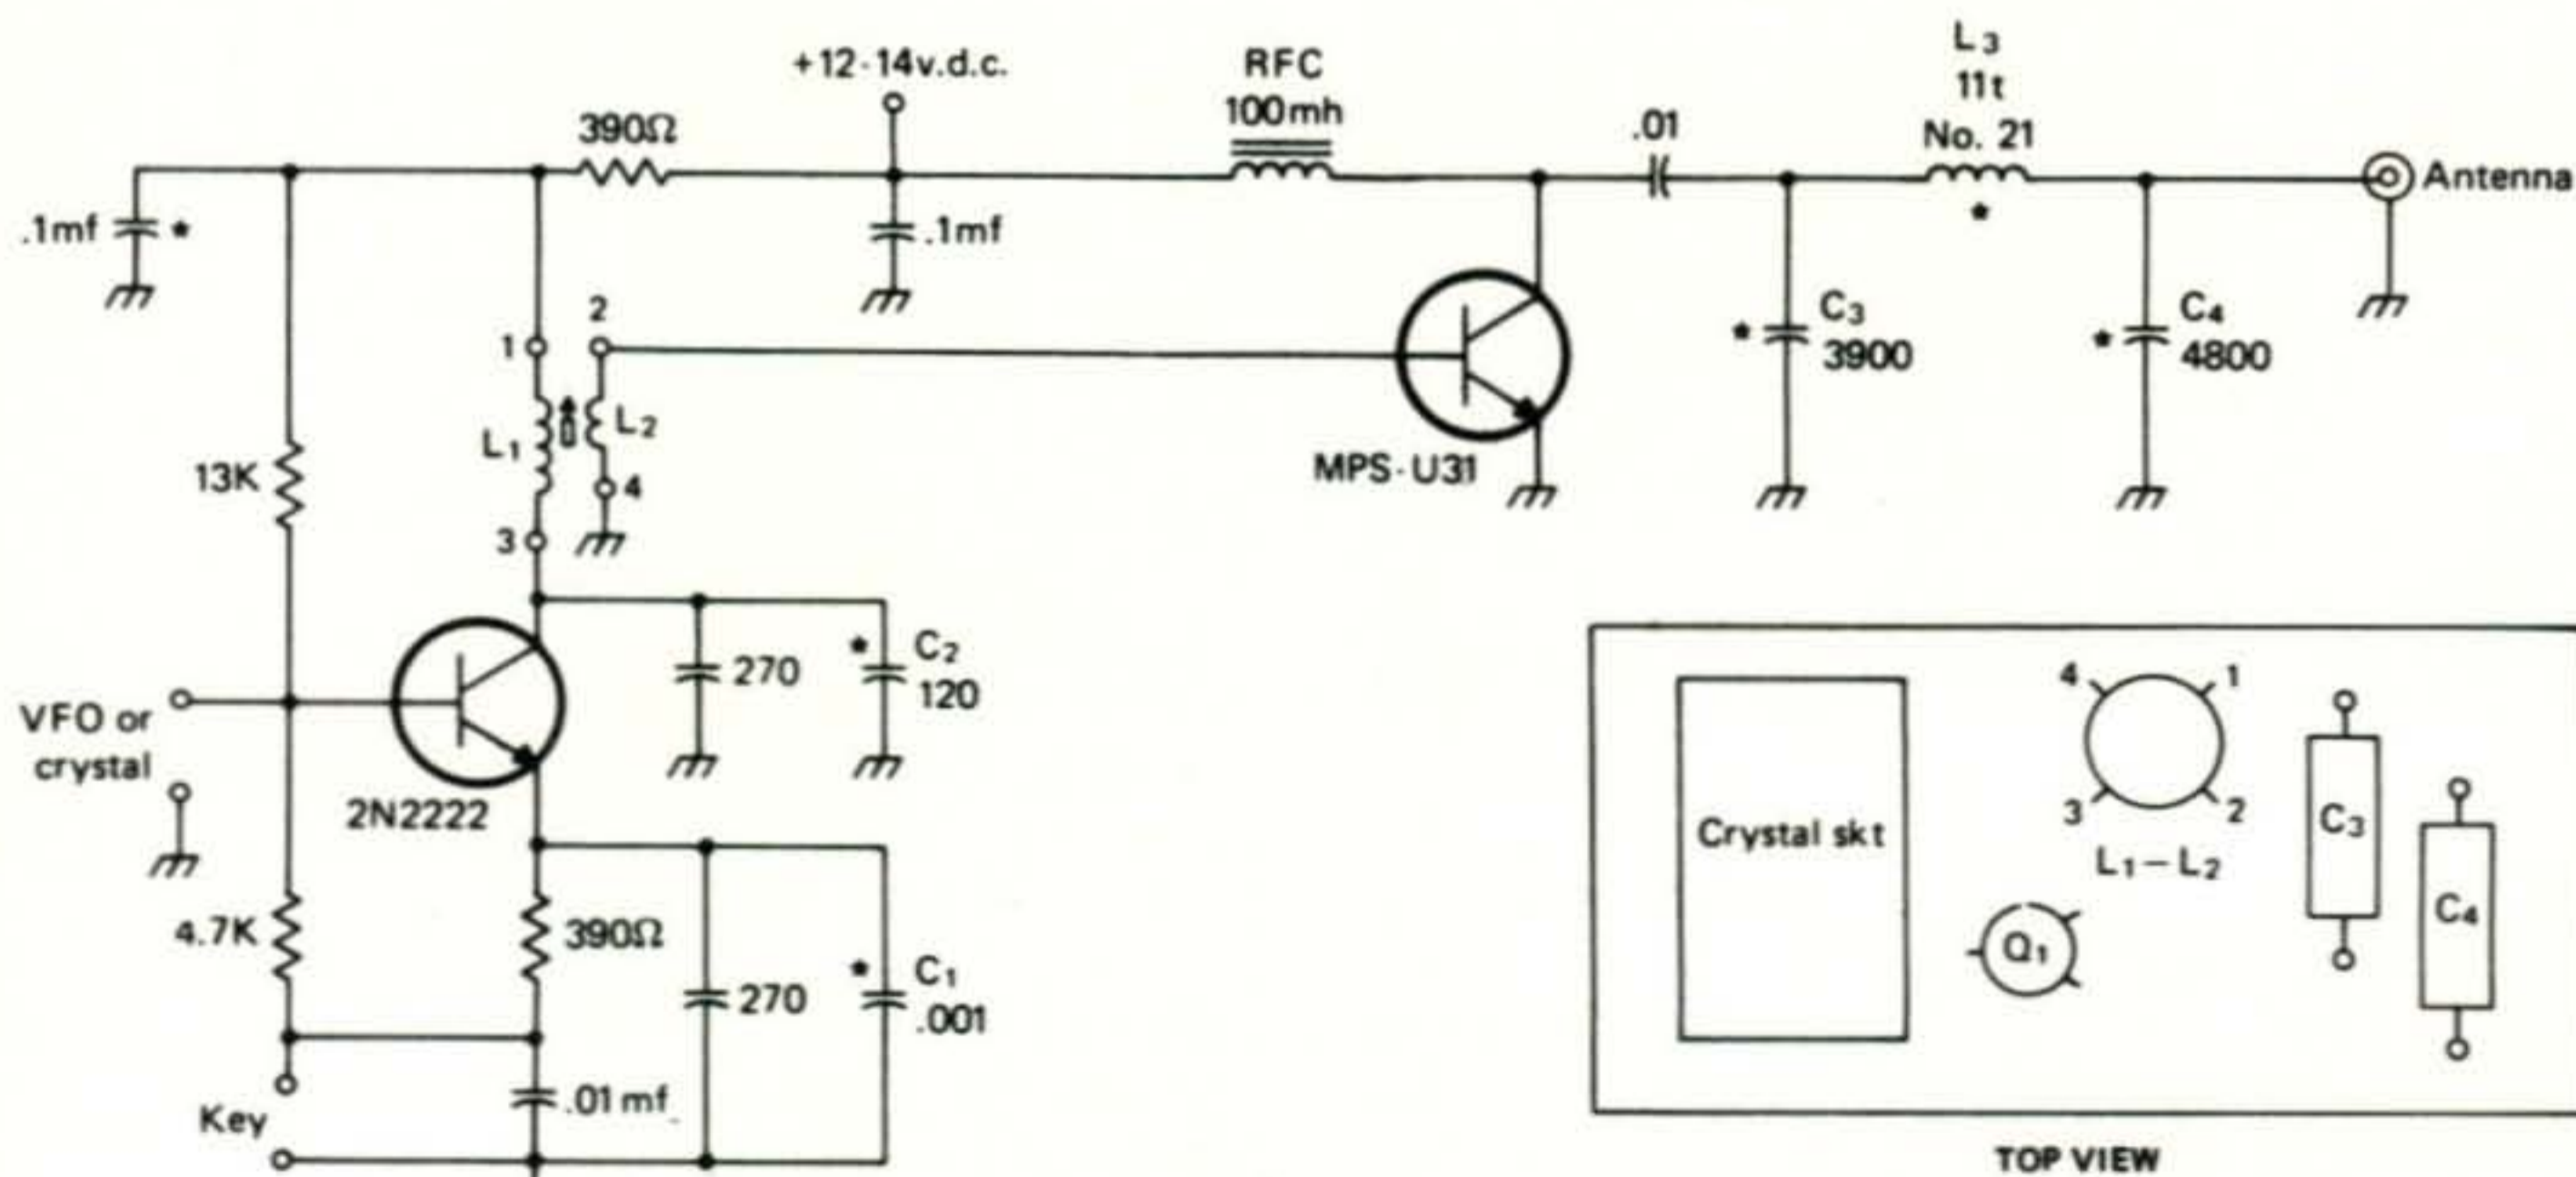 +12-14v.d.c.
390Ω
RFC
100mh
.01
L3
11t
No. 21
*
Antenna
.1mf *
.1mf
1
2
L1
L2
3
4
13K
MPS-U31
* C3
3900
* C4
4800
VFO or
crystal
2N2222
270
* C2
120
4.7K
390Ω
270
* C1
.001
Key
.01mf
Crystal skt
4
1
3
2
L1-L2
Q1
C3
C4
TOP VIEW